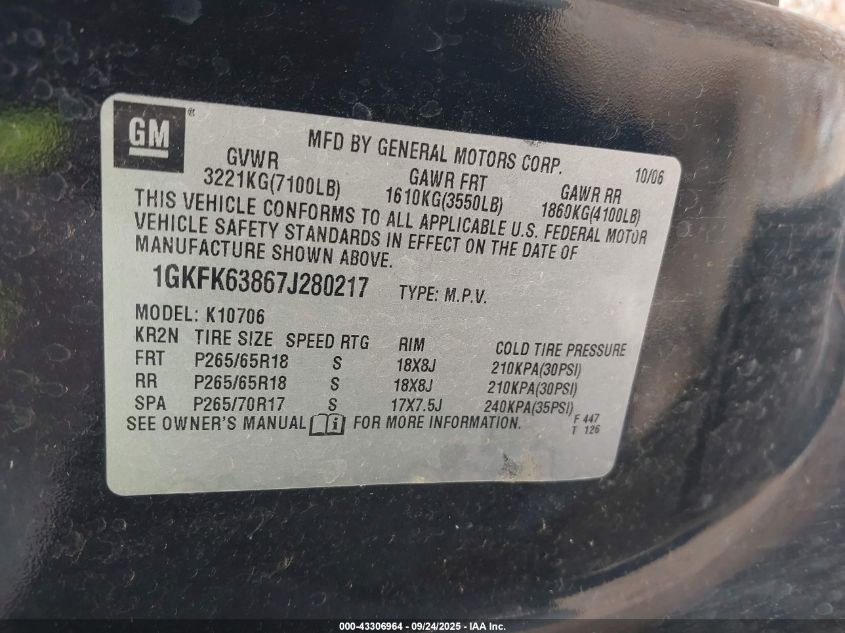 GM ®
MFD BY GENERAL MOTORS CORP. 10/06
GVWR GAWR FRT GAWR RR
3221KG(7100LB) 1610KG(3550LB) 1860KG(4100LB)
THIS VEHICLE CONFORMS TO ALL APPLICABLE U.S. FEDERAL MOTOR
VEHICLE SAFETY STANDARDS IN EFFECT ON THE DATE OF
MANUFACTURE SHOWN ABOVE.
1GKFK63867J280217 TYPE: M.P.V.
MODEL: K10706
KR2N TIRE SIZE SPEED RTG RIM COLD TIRE PRESSURE
FRT P265/65R18 S 18X8J 210KPA(30PSI)
RR P265/65R18 S 18X8J 210KPA(30PSI)
SPA P265/70R17 S 17X7.5J 240KPA(35PSI)
SEE OWNER'S MANUAL i FOR MORE INFORMATION.
F 447
T 126
000-43306964 - 09/24/2025 - IAA Inc.